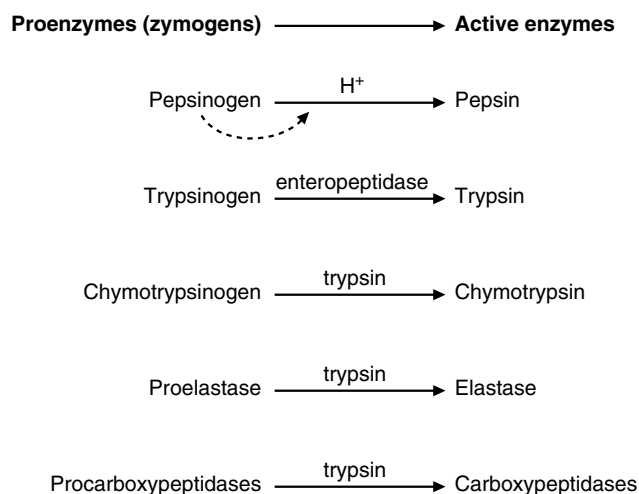 Proenzymes (zymogens) Active enzymes
Pepsinogen H⁺ Pepsin
Trypsinogen enteropeptidase Trypsin
Chymotrypsinogen trypsin Chymotrypsin
Proelastase trypsin Elastase
Procarboxypeptidases trypsin Carboxypeptidases